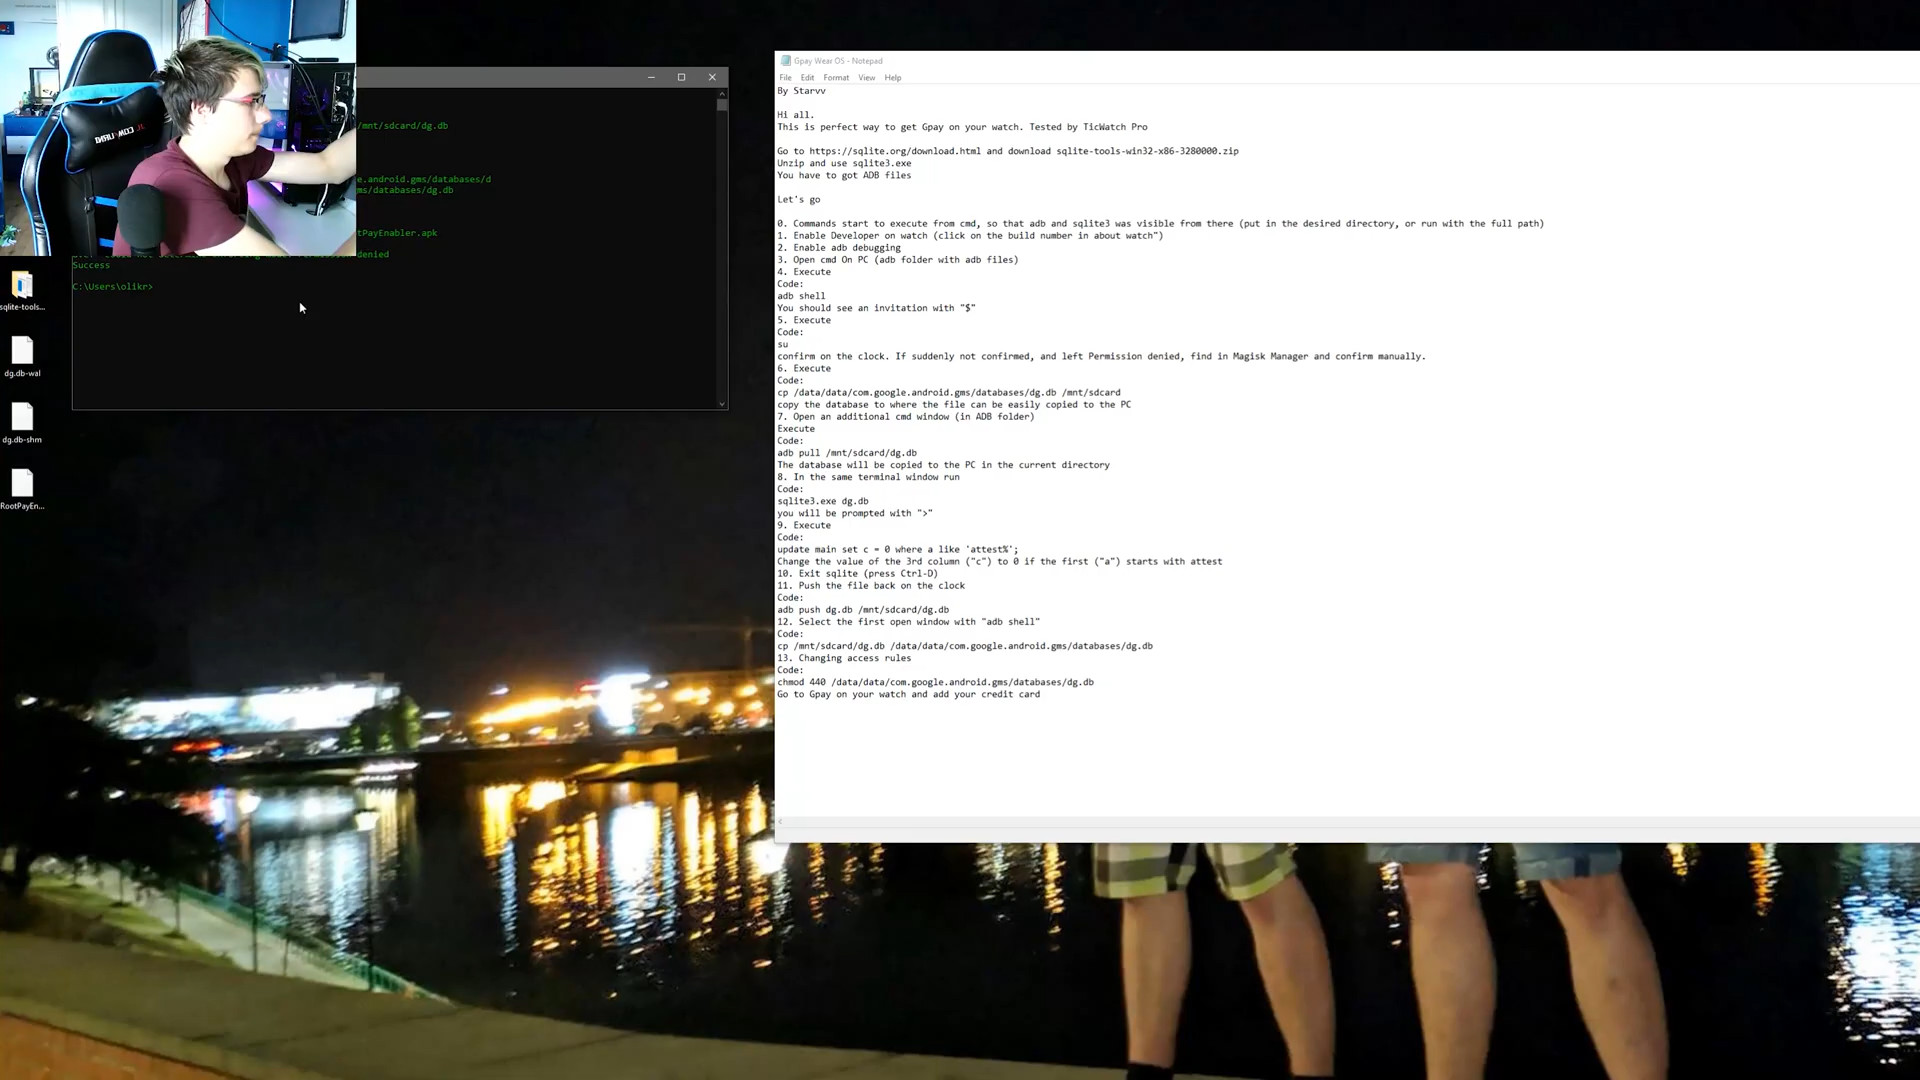 /mnt/sdcard/dg.db
e.android.gms/databases/d
ms/databases/dg.db
tPayEnabler.apk
enied
Success
C:\Users\olikr>
sqlite-tools...
dg.db-wal
dg.db-shm
RootPayEn...
Gpay Wear OS - Notepad
File Edit Format View Help
By Starvv
Hi all.
This is perfect way to get Gpay on your watch. Tested by TicWatch Pro
Go to https://sqlite.org/download.html and download sqlite-tools-win32-x86-3280000.zip
Unzip and use sqlite3.exe
You have to got ADB files
Let's go
0. Commands start to execute from cmd, so that adb and sqlite3 was visible from there (put in the desired directory, or run with the full path)
1. Enable Developer on watch (click on the build number in about watch")
2. Enable adb debugging
3. Open cmd On PC (adb folder with adb files)
4. Execute
Code:
adb shell
You should see an invitation with "$"
5. Execute
Code:
su
confirm on the clock. If suddenly not confirmed, and left Permission denied, find in Magisk Manager and confirm manually.
6. Execute
Code:
cp /data/data/com.google.android.gms/databases/dg.db /mnt/sdcard
copy the database to where the file can be easily copied to the PC
7. Open an additional cmd window (in ADB folder)
Execute
Code:
adb pull /mnt/sdcard/dg.db
The database will be copied to the PC in the current directory
8. In the same terminal window run
Code:
sqlite3.exe dg.db
you will be prompted with ">"
9. Execute
Code:
update main set c = 0 where a like 'attest%';
Change the value of the 3rd column ("c") to 0 if the first ("a") starts with attest
10. Exit sqlite (press Ctrl-D)
11. Push the file back on the clock
Code:
adb push dg.db /mnt/sdcard/dg.db
12. Select the first open window with "adb shell"
Code:
cp /mnt/sdcard/dg.db /data/data/com.google.android.gms/databases/dg.db
13. Changing access rules
Code:
chmod 440 /data/data/com.google.android.gms/databases/dg.db
Go to Gpay on your watch and add your credit card